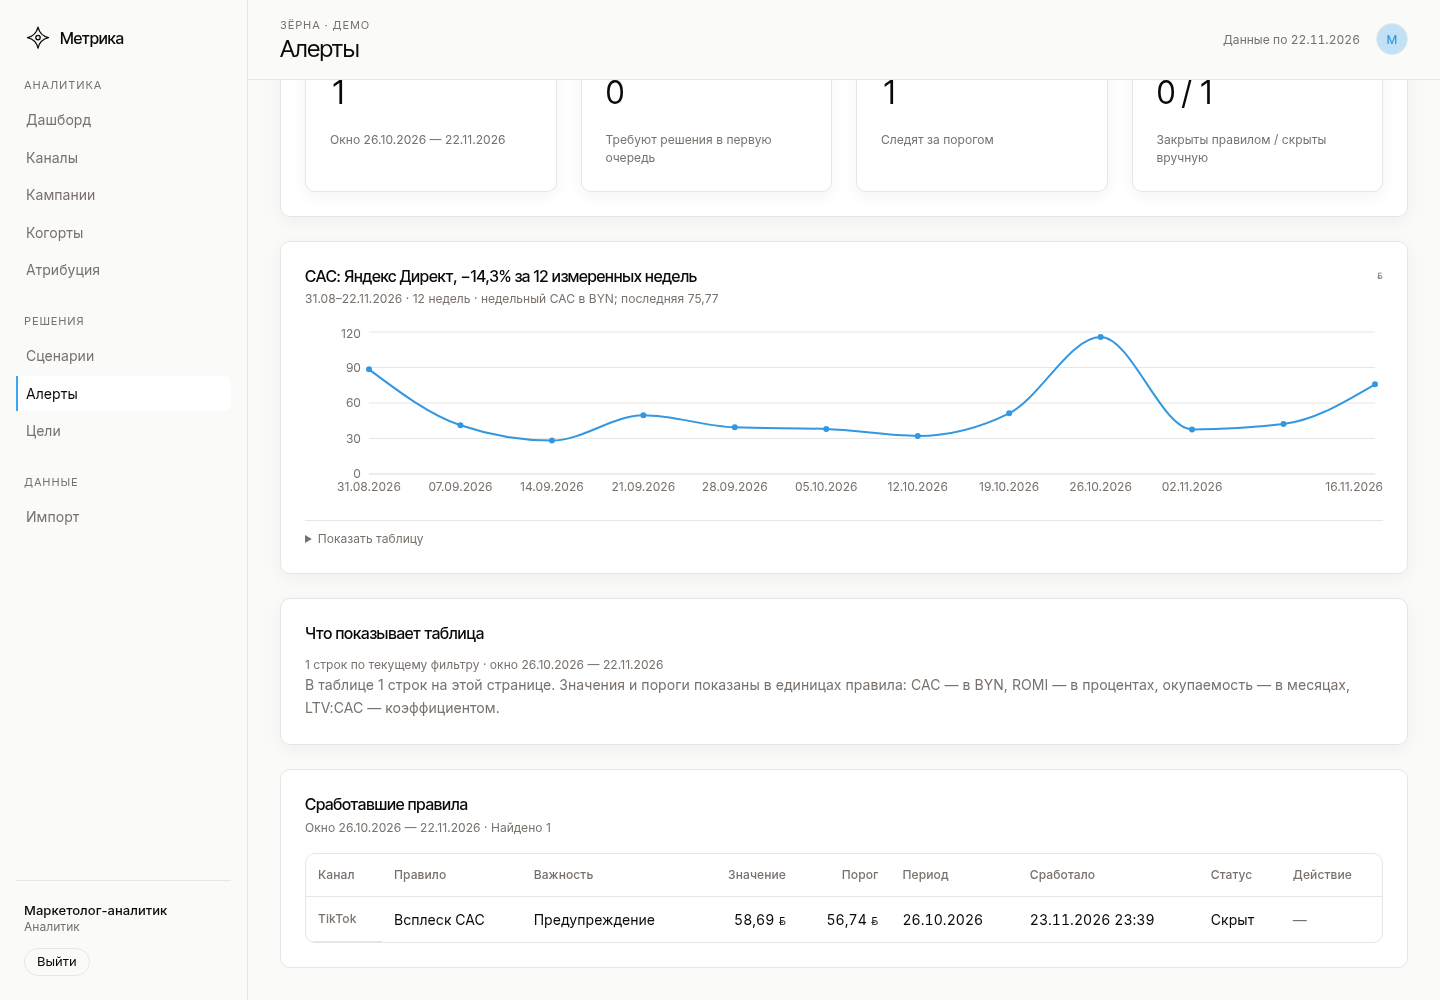 Метрика
АНАЛИТИКА
Дашборд
Каналы
Кампании
Когорты
Атрибуция
РЕШЕНИЯ
Сценарии
Алерты
Цели
ДАННЫЕ
Импорт
Маркетолог-аналитик
Аналитик
Выйти
ЗЁРНА · ДЕМО
Алерты
Данные по 22.11.2026
М
1
Окно 26.10.2026 — 22.11.2026
0
Требуют решения в первую
очередь
1
Следят за порогом
0 / 1
Закрыты правилом / скрыты
вручную
CAC: Яндекс Директ, −14,3% за 12 измеренных недель
31.08–22.11.2026 · 12 недель · недельный CAC в BYN; последняя 75,77
120
90
60
30
0
31.08.2026 07.09.2026 14.09.2026 21.09.2026 28.09.2026 05.10.2026 12.10.2026 19.10.2026 26.10.2026 02.11.2026 16.11.2026
Показать таблицу
Что показывает таблица
1 строк по текущему фильтру · окно 26.10.2026 — 22.11.2026
В таблице 1 строк на этой странице. Значения и пороги показаны в единицах правила: CAC — в BYN, ROMI — в процентах, окупаемость — в месяцах,
LTV:CAC — коэффициентом.
Сработавшие правила
Окно 26.10.2026 — 22.11.2026 · Найдено 1
Канал Правило Важность Значение Порог Период Сработало Статус Действие
TikTok Всплеск CAC Предупреждение 58,69 56,74 26.10.2026 23.11.2026 23:39 Скрыт —